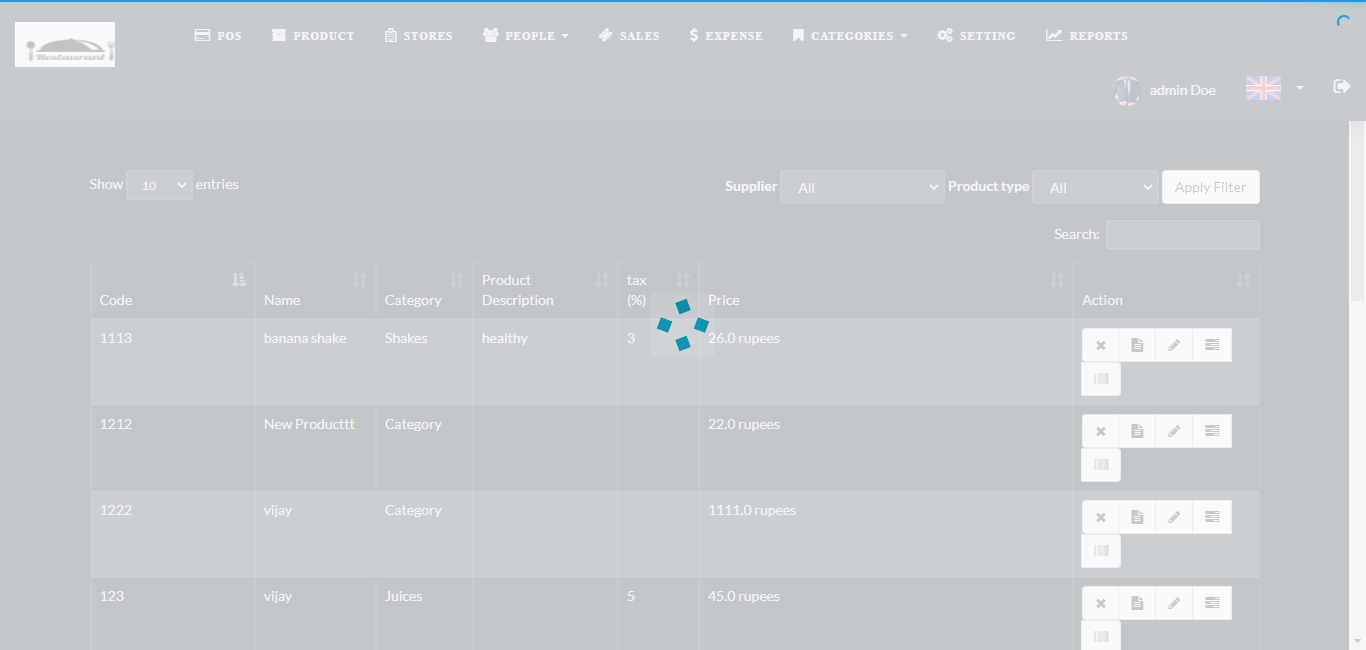 Restaurant
POS PRODUCT STORES PEOPLE SALES EXPENSE CATEGORIES SETTING REPORTS
admin Doe
Show 10 entries
Supplier All Product type All Apply Filter
Search:
Code Name Category Product Description tax (%) Price Action
1113 banana shake Shakes healthy 3 26.0 rupees
1212 New Producttt Category 22.0 rupees
1222 vijay Category 1111.0 rupees
123 vijay Juices 5 45.0 rupees